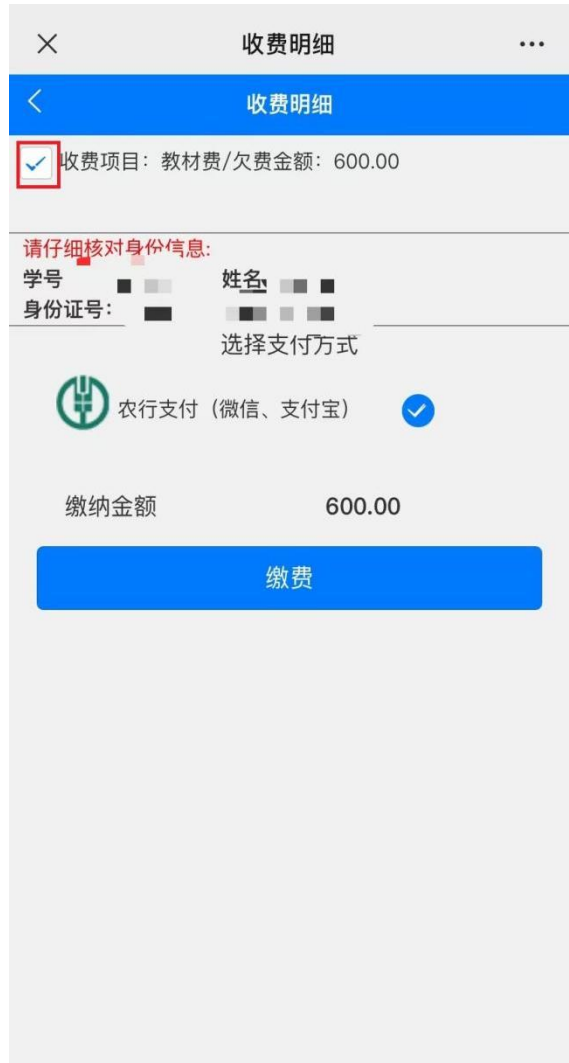 收费明细
收费明细
收费项目：教材费/欠费金额：600.00
请仔细核对身份信息:
学号 姓名
身份证号：
选择支付方式
农行支付（微信、支付宝）
缴纳金额 600.00
缴费